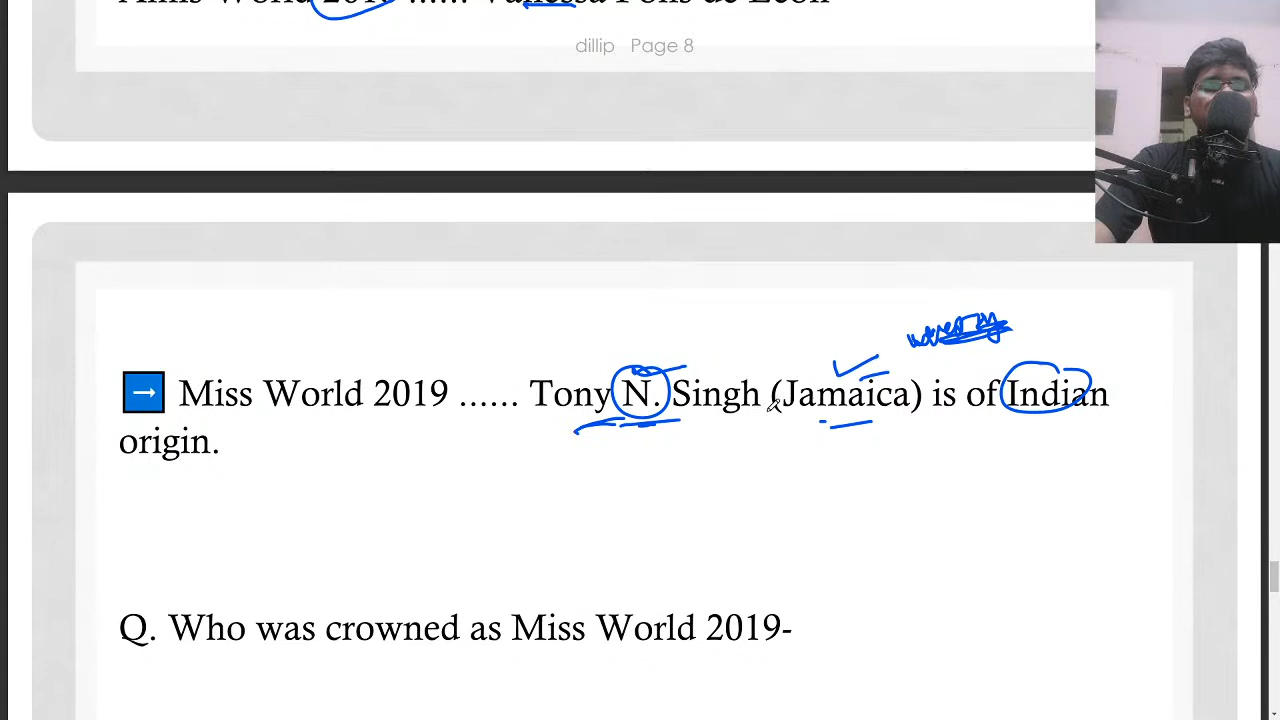 dillip Page 8
→ Miss World 2019 ...... Tony N. Singh (Jamaica) is of Indian
origin.
Q. Who was crowned as Miss World 2019-